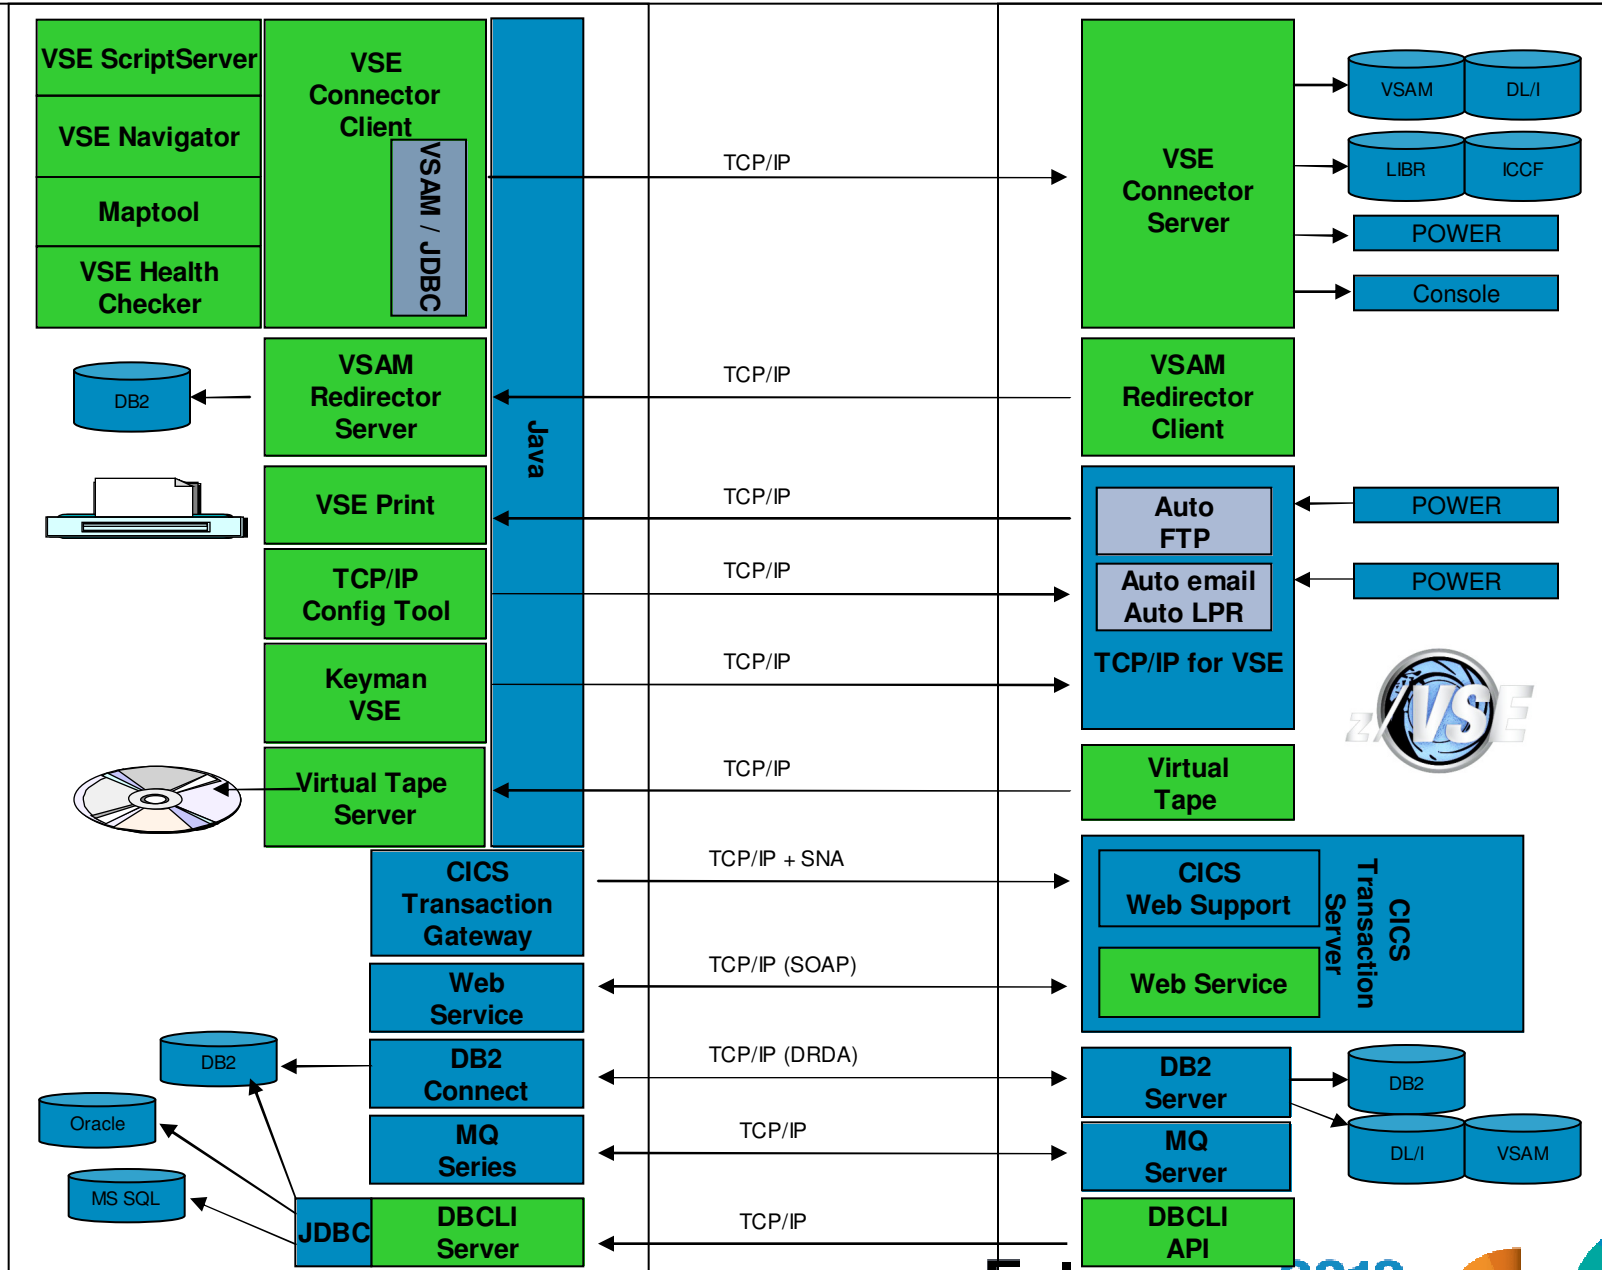 VSE ScriptServer
VSE Navigator
Maptool
VSE Health
Checker
VSE
Connector
Client
VSAM / JDBC
Java
TCP/IP
VSE
Connector
Server
VSAM
DL/I
LIBR
ICCF
POWER
Console
DB2
VSAM
Redirector
Server
TCP/IP
VSAM
Redirector
Client
VSE Print
TCP/IP
Auto
FTP
POWER
TCP/IP
Config Tool
TCP/IP
Auto email
Auto LPR
POWER
TCP/IP for VSE
Keyman
VSE
TCP/IP
z/VSE
Virtual Tape
Server
TCP/IP
Virtual
Tape
CICS
Transaction
Gateway
TCP/IP + SNA
CICS
Web Support
CICS
Transaction
Server
Web
Service
TCP/IP (SOAP)
Web Service
DB2
DB2
Connect
TCP/IP (DRDA)
DB2
Server
DB2
Oracle
MQ
Series
TCP/IP
MQ
Server
DL/I
VSAM
MS SQL
JDBC
DBCLI
Server
TCP/IP
DBCLI
API